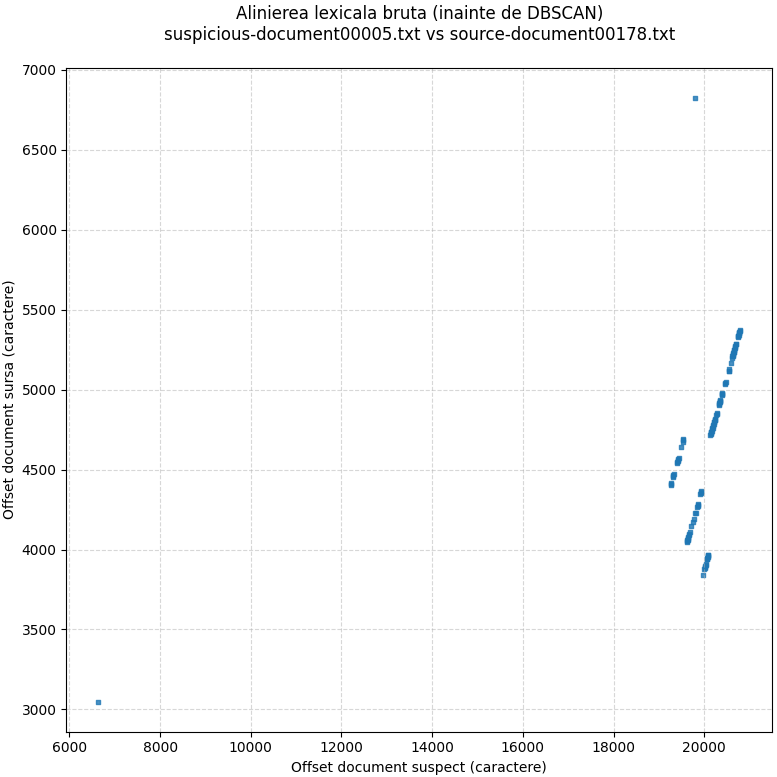 Alinierea lexicala bruta (inainte de DBSCAN)
suspicious-document00005.txt vs source-document00178.txt
7000
6500
6000
5500
5000
4500
4000
3500
3000
Offset document sursa (caractere)
6000 8000 10000 12000 14000 16000 18000 20000
Offset document suspect (caractere)